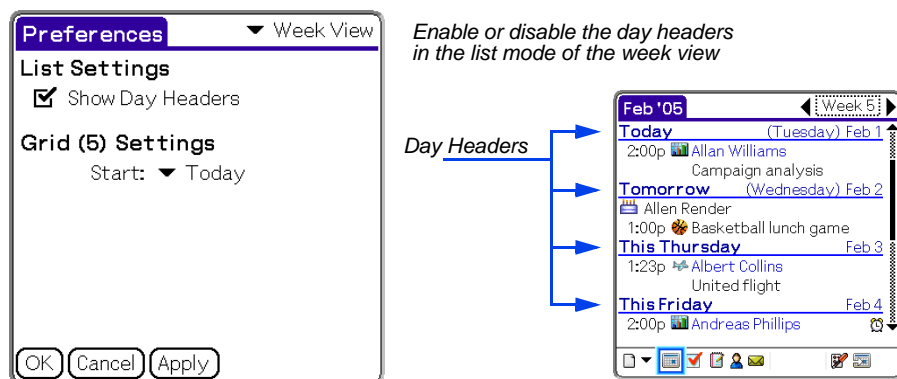 Preferences
Week View
List Settings
Show Day Headers
Grid (5) Settings
Start: Today
OK Cancel Apply
Enable or disable the day headers
in the list mode of the week view
Day Headers
Feb '05
Week 5
Today (Tuesday) Feb 1
2:00p Allan Williams
Campaign analysis
Tomorrow (Wednesday) Feb 2
Allen Render
1:00p Basketball lunch game
This Thursday Feb 3
1:23p Albert Collins
United flight
This Friday Feb 4
2:00p Andreas Phillips